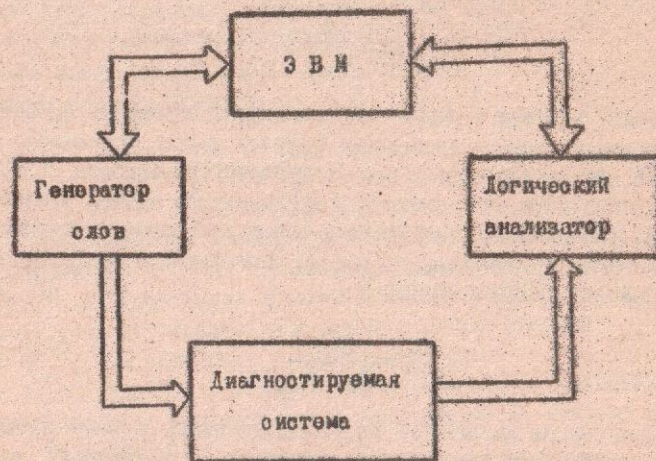 Э В М
Генератор
слов
Логический
анализатор
Диагностируемая
система